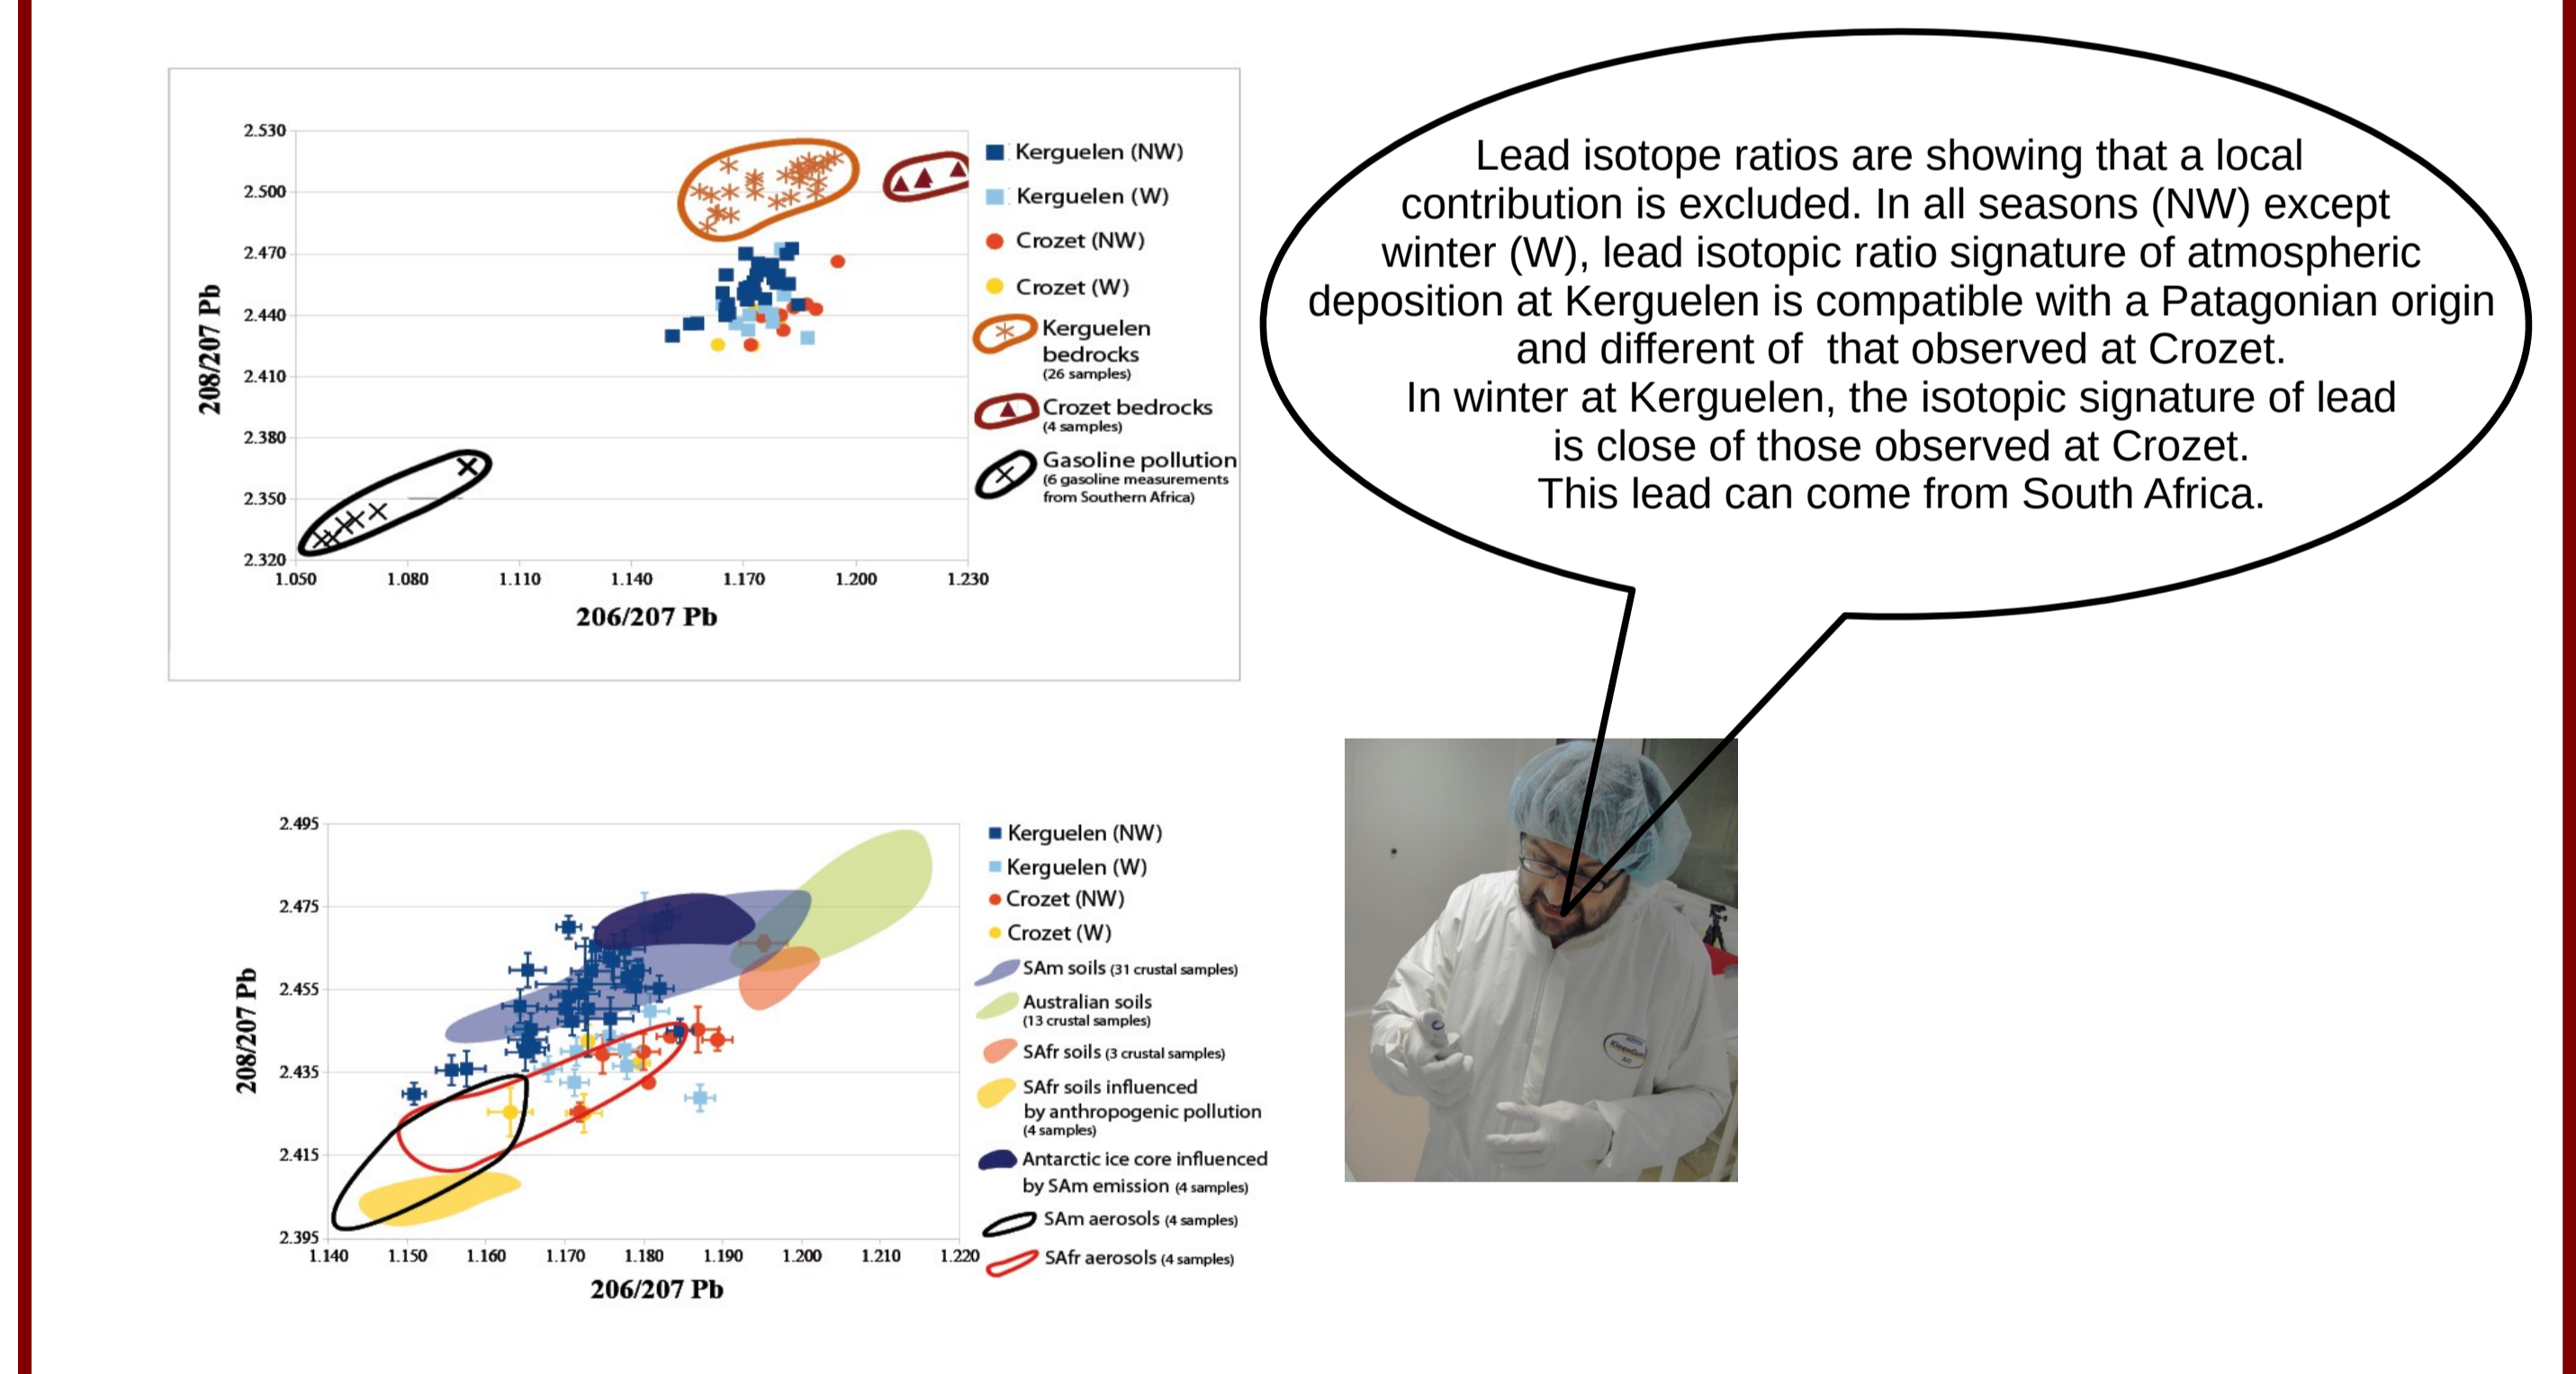 2.530
2.500
2.470
2.440
2.410
2.380
2.350
2.320
1.050 1.080 1.110 1.140 1.170 1.200 1.230
208/207 Pb
206/207 Pb
Kerguelen (NW)
Kerguelen (W)
Crozet (NW)
Crozet (W)
Kerguelen
bedrocks
(26 samples)
Crozet bedrocks
(4 samples)
Gasoline pollution
(6 gasoline measurements
from Southern Africa)
Lead isotope ratios are showing that a local
contribution is excluded. In all seasons (NW) except
winter (W), lead isotopic ratio signature of atmospheric
deposition at Kerguelen is compatible with a Patagonian origin
and different of that observed at Crozet.
In winter at Kerguelen, the isotopic signature of lead
is close of those observed at Crozet.
This lead can come from South Africa.
2.495
2.475
2.455
2.435
2.415
2.395
1.140 1.150 1.160 1.170 1.180 1.190 1.200 1.210 1.220
208/207 Pb
206/207 Pb
Kerguelen (NW)
Kerguelen (W)
Crozet (NW)
Crozet (W)
SAm soils (31 crustal samples)
Australian soils
(13 crustal samples)
SAfr soils (3 crustal samples)
SAfr soils influenced
by anthropogenic pollution
(4 samples)
Antarctic ice core influenced
by SAm emission (4 samples)
SAm aerosols (4 samples)
SAfr aerosols (4 samples)